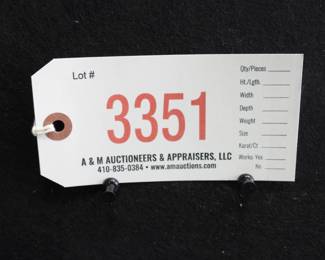 Lot #
3351
A & M AUCTIONEERS & APPRAISERS, LLC
410-835-0384 • www.amauctions.com
Qty/Pieces
Ht./Lgth
Width
Depth
Weight
Size
Karat/Ct
Works: Yes
No